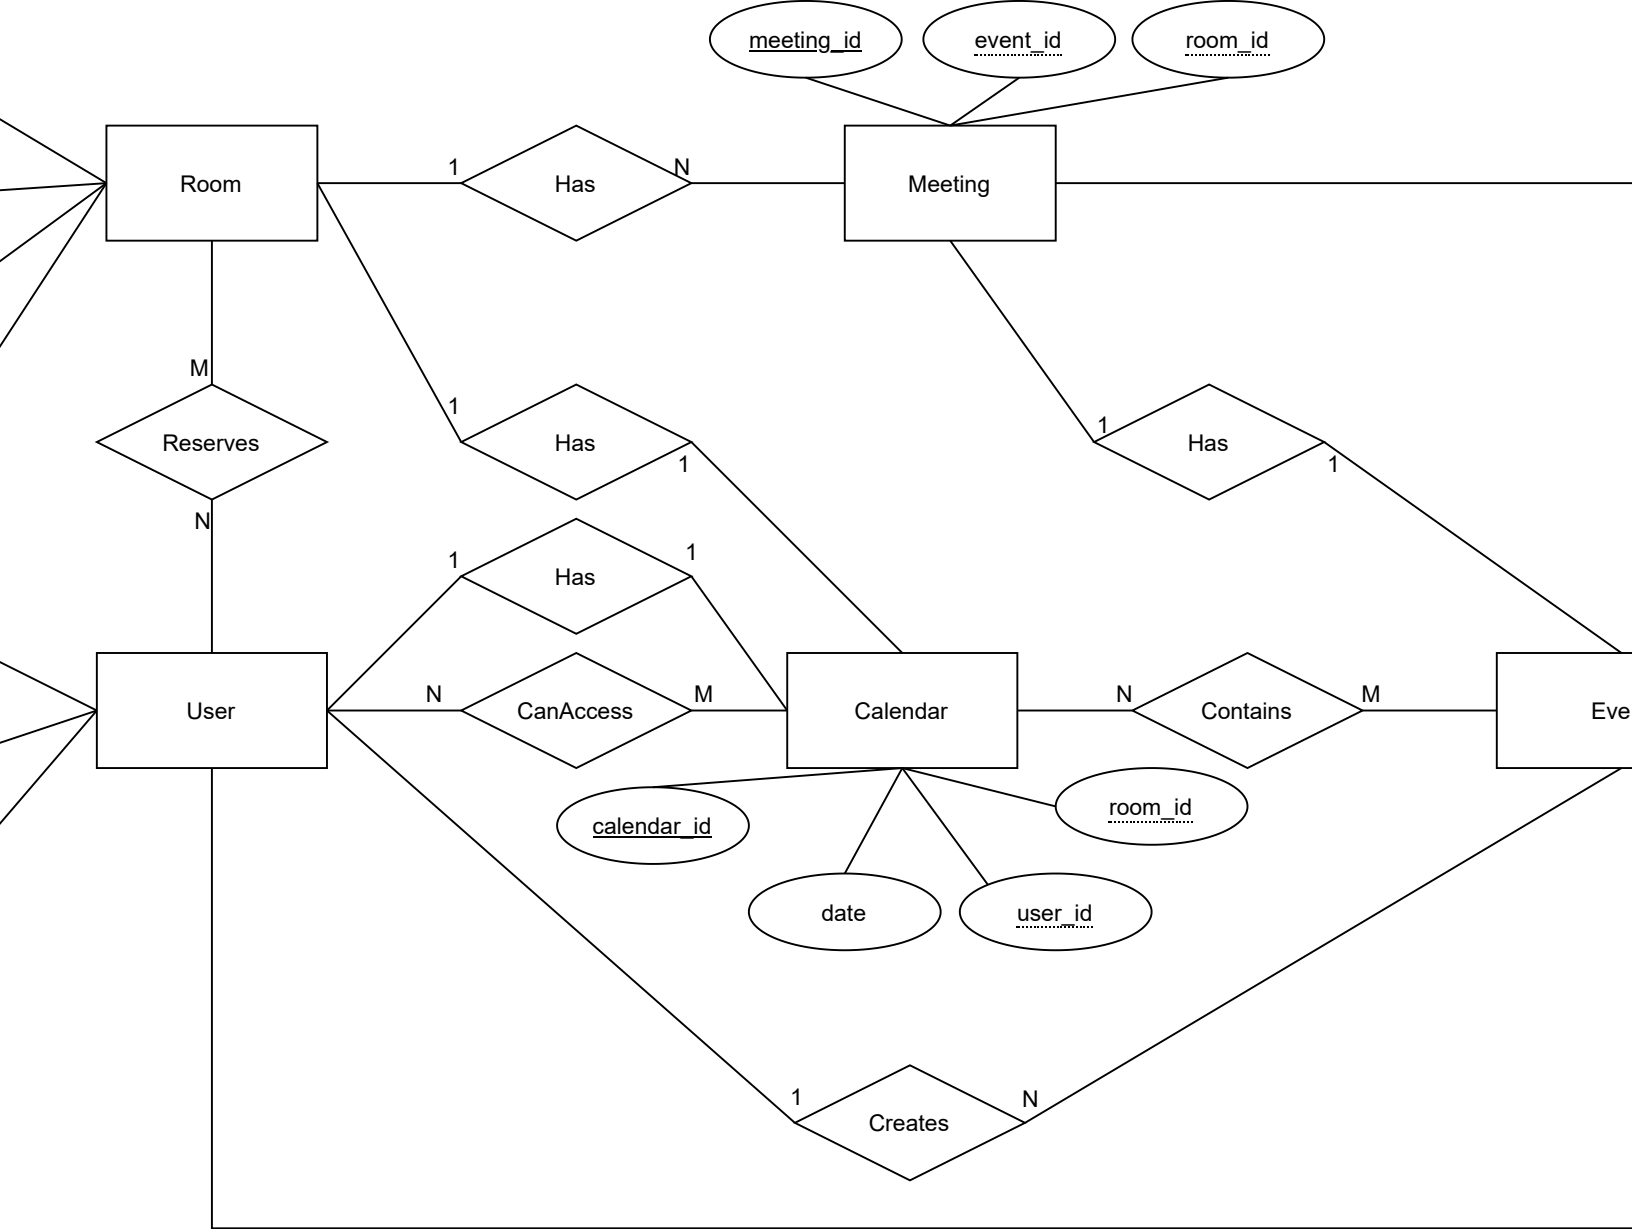 meeting_id
event_id
room_id
Room
1
Has
N
Meeting
M
Reserves
N
1
Has
1
1
Has
1
1
Has
1
User
N
CanAccess
M
Calendar
N
Contains
M
Eve
calendar_id
room_id
date
user_id
1
Creates
N